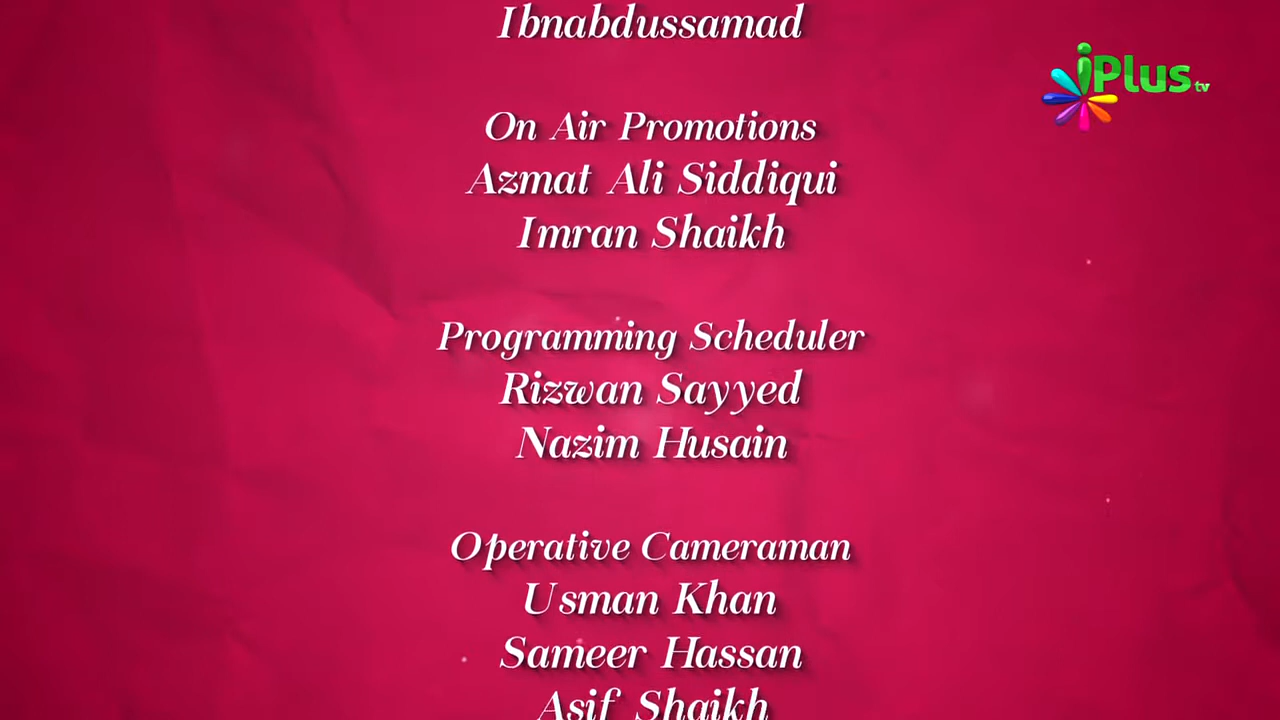 Ibnabdussamad
iPlus tv
On Air Promotions
Azmat Ali Siddiqui
Imran Shaikh
Programming Scheduler
Rizwan Sayyed
Nazim Husain
Operative Cameraman
Usman Khan
Sameer Hassan
Asif Shaikh